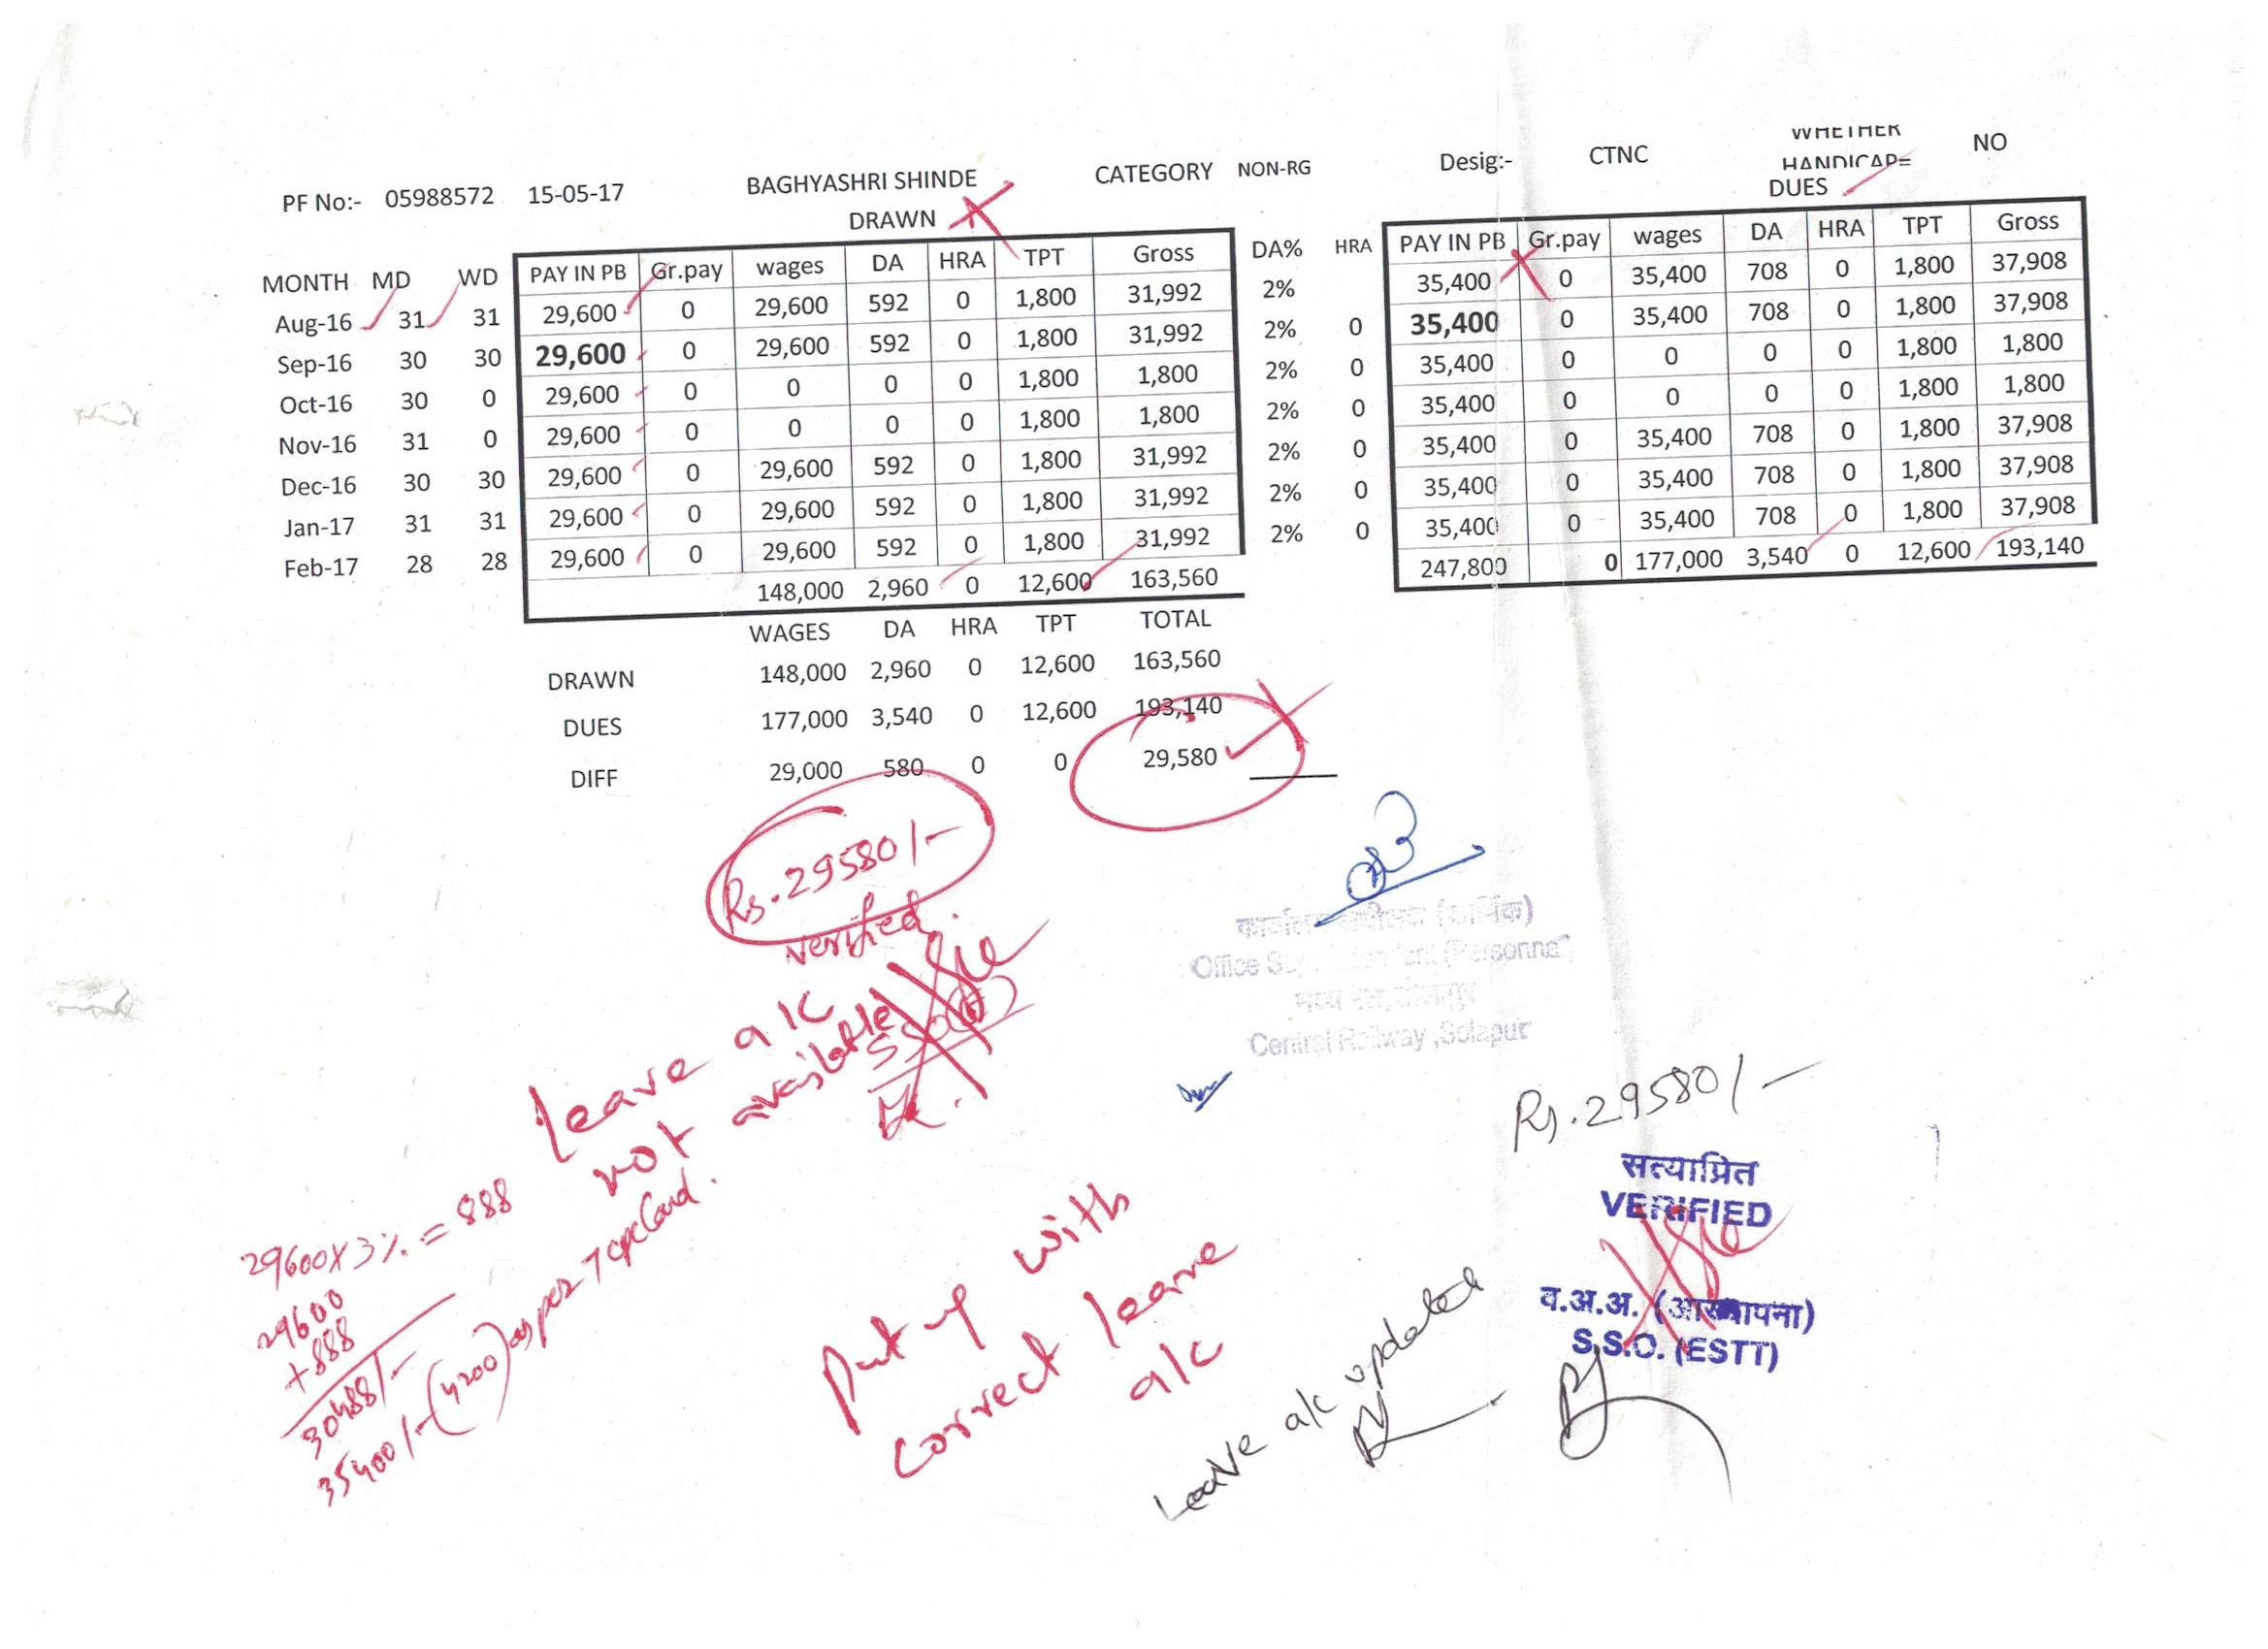 WHETHER
HANDICAP= NO
PF No:- 05988572 15-05-17 BAGHYASHRI SHINDE CATEGORY NON-RG Desig:- CTNC
DRAWN DUES
MONTH MD WD PAY IN PB Gr.pay wages DA HRA TPT Gross DA% HRA PAY IN PB Gr.pay wages DA HRA TPT Gross
Aug-16 31 31 29,600 0 29,600 592 0 1,800 31,992 2% 35,400 0 35,400 708 0 1,800 37,908
Sep-16 30 30 29,600 0 29,600 592 0 1,800 31,992 2% 0 35,400 0 35,400 708 0 1,800 37,908
Oct-16 30 0 29,600 0 0 0 0 1,800 1,800 2% 0 35,400 0 0 0 0 1,800 1,800
Nov-16 31 0 29,600 0 0 0 0 1,800 1,800 2% 0 35,400 0 0 0 0 1,800 1,800
Dec-16 30 30 29,600 0 29,600 592 0 1,800 31,992 2% 0 35,400 0 35,400 708 0 1,800 37,908
Jan-17 31 31 29,600 0 29,600 592 0 1,800 31,992 2% 0 35,400 0 35,400 708 0 1,800 37,908
Feb-17 28 28 29,600 0 29,600 592 0 1,800 31,992 2% 0 35,400 0 35,400 708 0 1,800 37,908
148,000 2,960 0 12,600 163,560 247,800 0 177,000 3,540 0 12,600 193,140
WAGES DA HRA TPT TOTAL
DRAWN 148,000 2,960 0 12,600 163,560
DUES 177,000 3,540 0 12,600 193,140
DIFF 29,000 580 0 0 29,580
Rs.29580/-
Verified.
(कार्मिक)
Office Superintendent (Personnel)
Central Railway ,Solapur
Leave a/c
not available
29600X3%.=888
29600
+888
30488/-
35400/-(4200) as per 7 cpc Card.
Put up with
correct leave
a/c
Leave a/c updated
Rs.29580/-
सत्याप्रित
VERIFIED
व.अ.अ. (आस्थापना)
S.S.O. (ESTT)